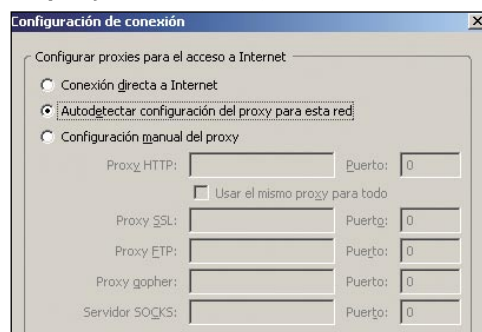 Configuración de conexión
Configurar proxies para el acceso a Internet
Conexión directa a Internet
Autodetectar configuración del proxy para esta red
Configuración manual del proxy
Proxy HTTP: Puerto: 0
Usar el mismo proxy para todo
Proxy SSL: Puerto: 0
Proxy FTP: Puerto: 0
Proxy gopher: Puerto: 0
Servidor SOCKS: Puerto: 0